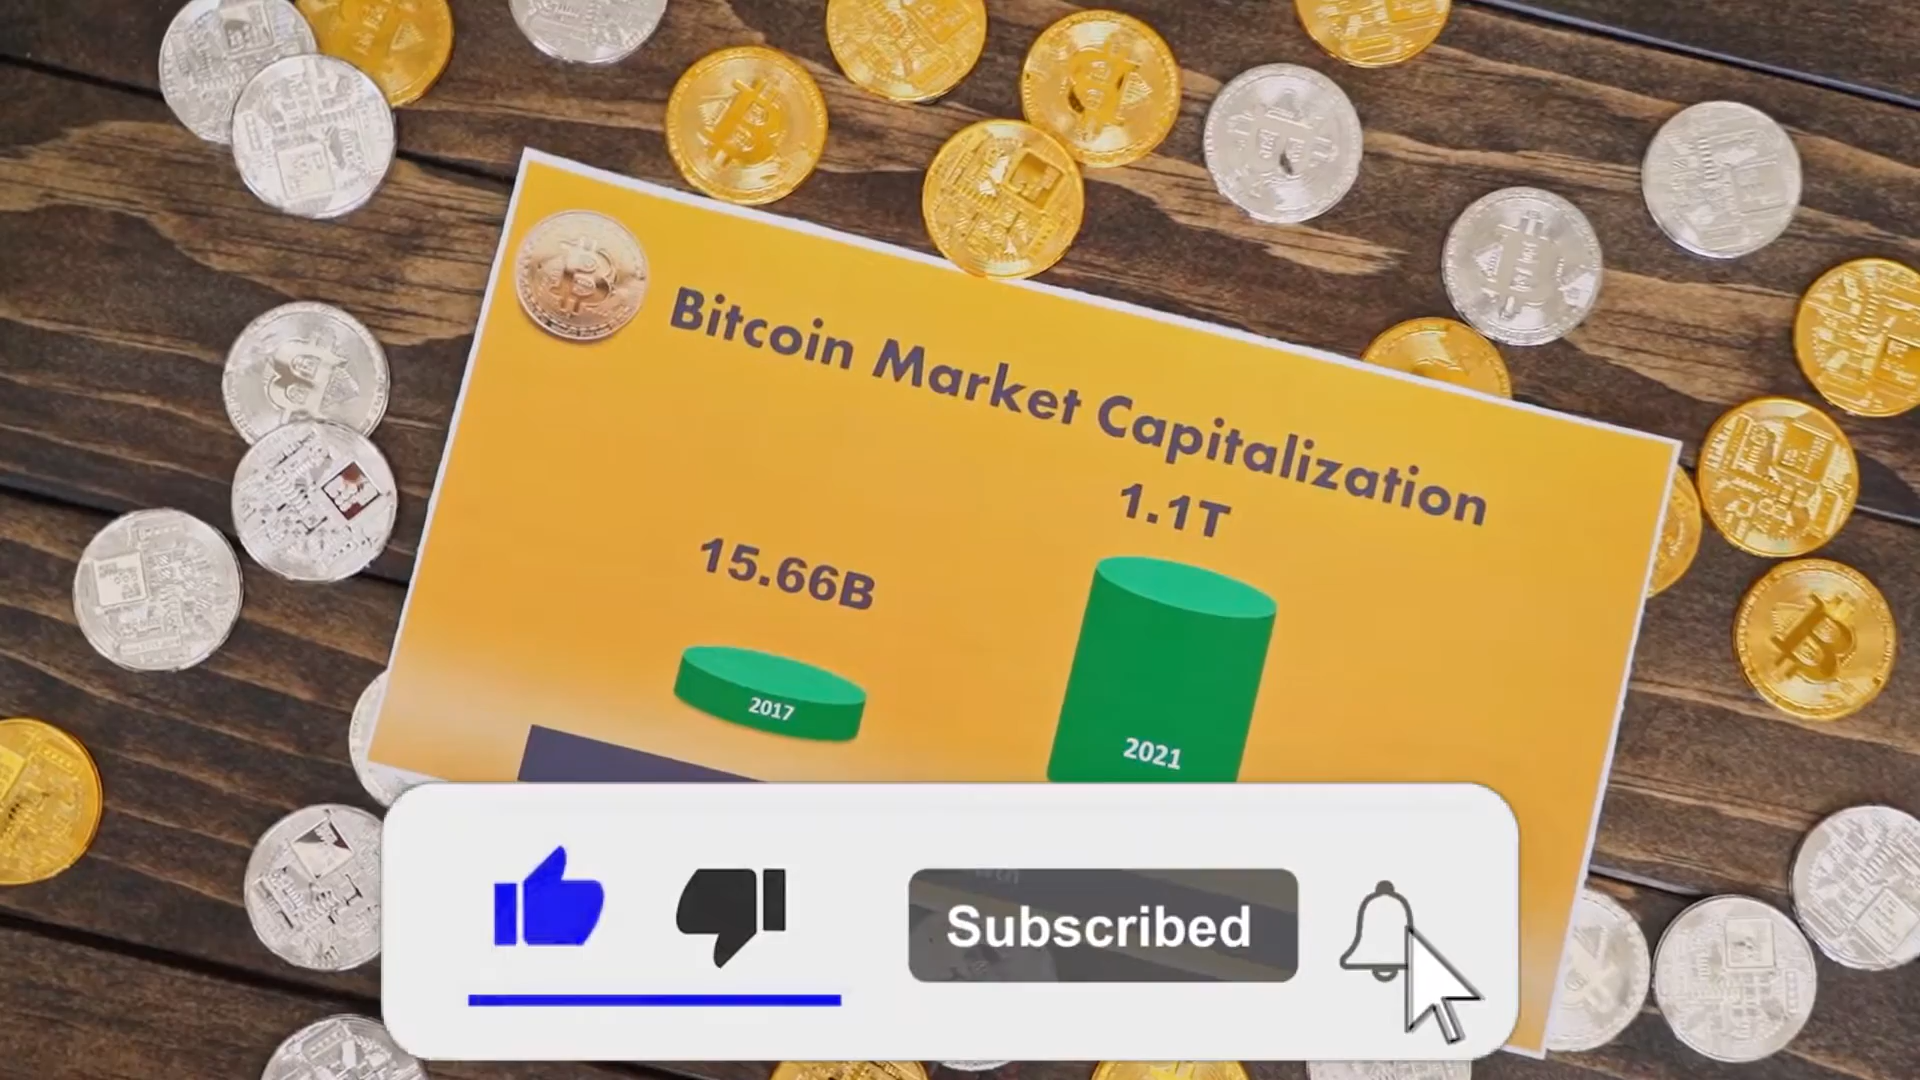 Bitcoin Market Capitalization
1.1T
15.66B
2017
2021
Subscribed